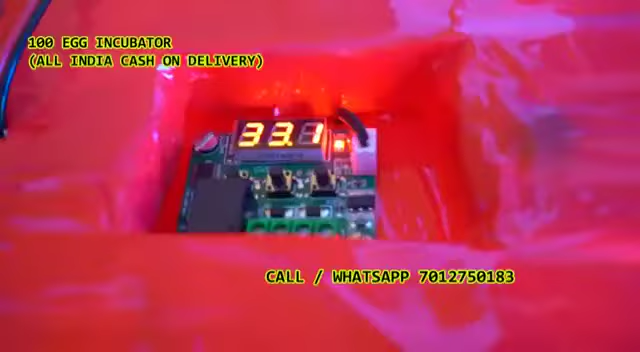 100 EGG INCUBATOR
(ALL INDIA CASH ON DELIVERY)
33.1
CALL / WHATSAPP 7012750183